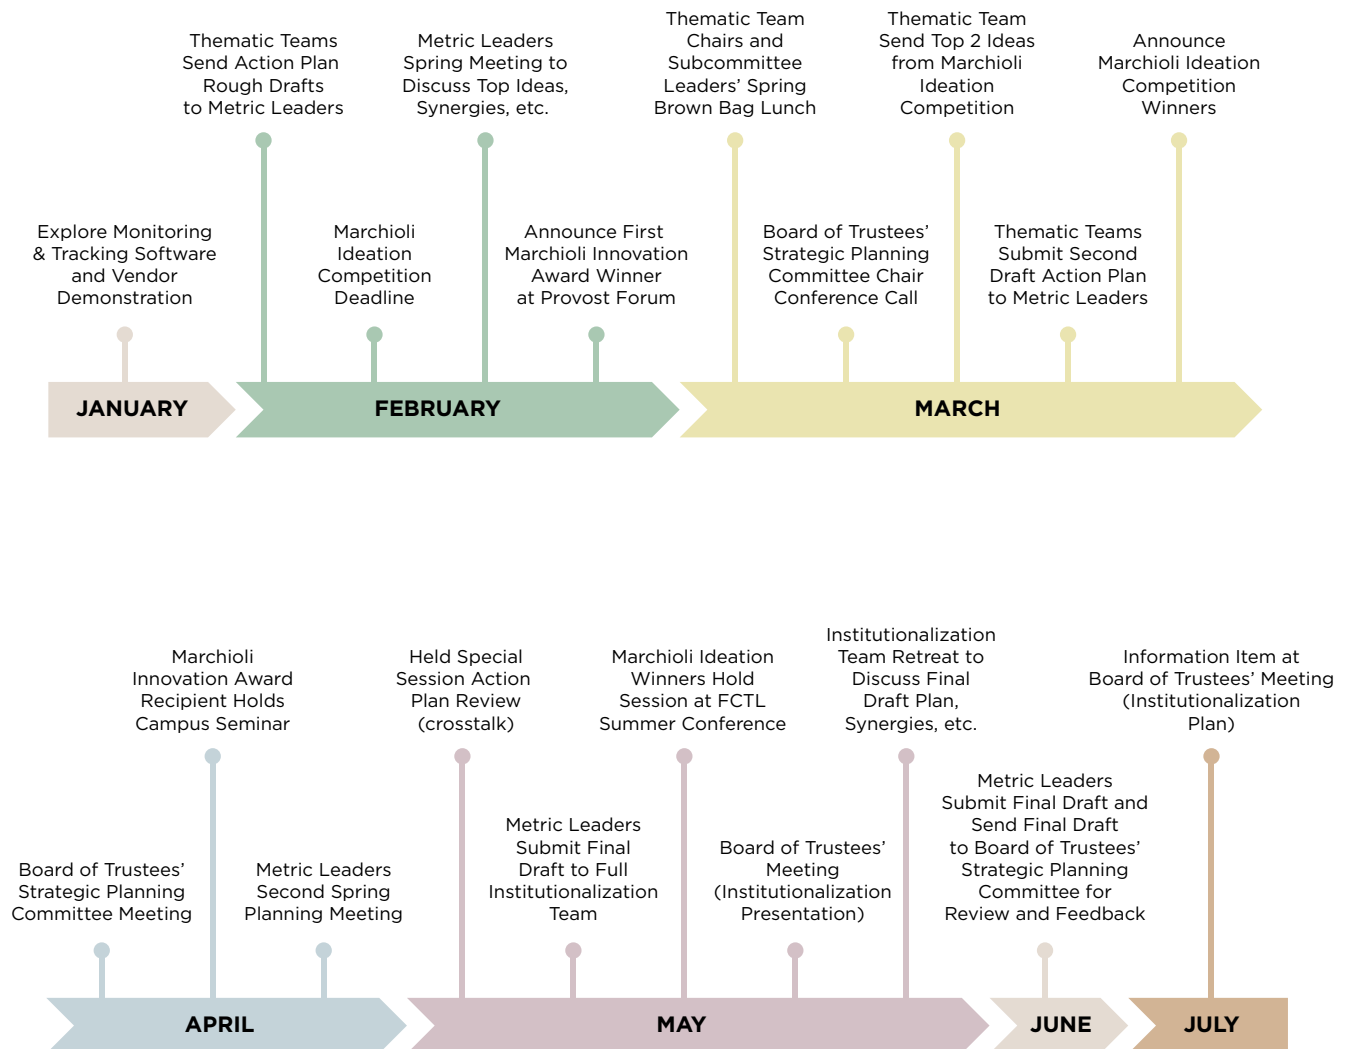 Thematic Teams
Send Action Plan
Rough Drafts
to Metric Leaders
Metric Leaders
Spring Meeting to
Discuss Top Ideas,
Synergies, etc.
Thematic Team
Chairs and
Subcommittee
Leaders’ Spring
Brown Bag Lunch
Thematic Team
Send Top 2 Ideas
from Marchioli
Ideation
Competition
Announce
Marchioli Ideation
Competition
Winners
Explore Monitoring
& Tracking Software
and Vendor
Demonstration
Marchioli
Ideation
Competition
Deadline
Announce First
Marchioli Innovation
Award Winner
at Provost Forum
Board of Trustees’
Strategic Planning
Committee Chair
Conference Call
Thematic Teams
Submit Second
Draft Action Plan
to Metric Leaders
JANUARY
FEBRUARY
MARCH
Marchioli
Innovation Award
Recipient Holds
Campus Seminar
Held Special
Session Action
Plan Review
(crosstalk)
Marchioli Ideation
Winners Hold
Session at FCTL
Summer Conference
Institutionalization
Team Retreat to
Discuss Final
Draft Plan,
Synergies, etc.
Information Item at
Board of Trustees’ Meeting
(Institutionalization
Plan)
Board of Trustees’
Strategic Planning
Committee Meeting
Metric Leaders
Second Spring
Planning Meeting
Metric Leaders
Submit Final
Draft to Full
Institutionalization
Team
Board of Trustees’
Meeting
(Institutionalization
Presentation)
Metric Leaders
Submit Final Draft and
Send Final Draft
to Board of Trustees’
Strategic Planning
Committee for
Review and Feedback
APRIL
MAY
JUNE
JULY